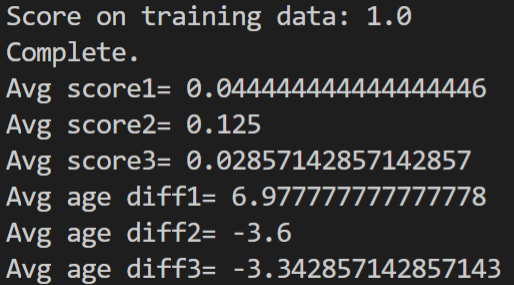 Score on training data: 1.0
Complete.
Avg score1= 0.044444444444444446
Avg score2= 0.125
Avg score3= 0.02857142857142857
Avg age diff1= 6.977777777777778
Avg age diff2= -3.6
Avg age diff3= -3.342857142857143